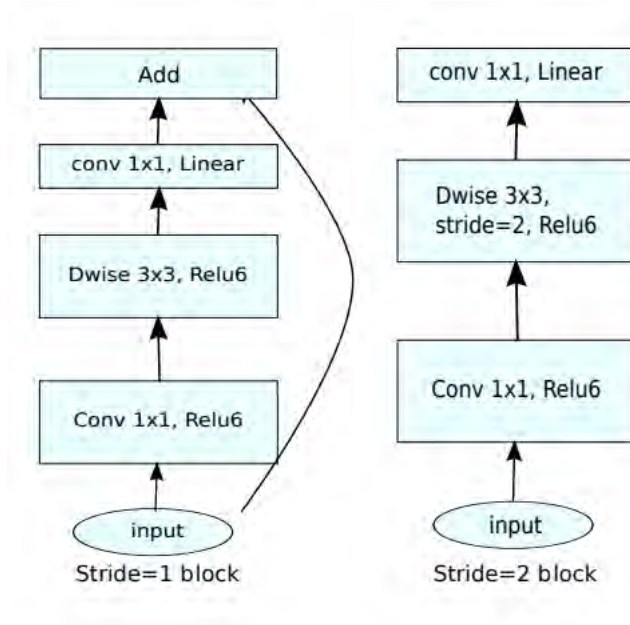 Add
conv 1x1, Linear
Dwise 3x3, Relu6
Conv 1x1, Relu6
input
Stride=1 block
conv 1x1, Linear
Dwise 3x3,
stride=2, Relu6
Conv 1x1, Relu6
input
Stride=2 block